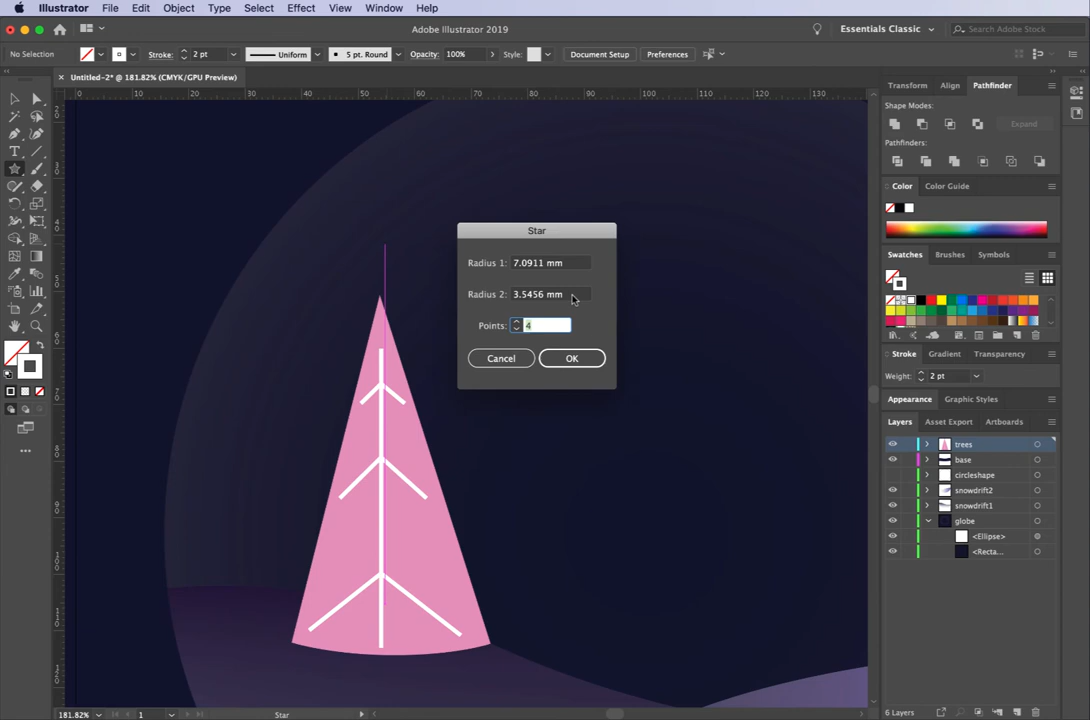 Illustrator File Edit Object Type Select Effect View Window Help
Adobe Illustrator 2019
Essentials Classic
Search Adobe Stock
No Selection Stroke: 2 pt Uniform 5 pt. Round Opacity: 100% Style: Document Setup Preferences
Untitled-2* @ 181.82% (CMYK/GPU Preview)
0 10 20 30 40 50 60 70 80 90 100 110 120 130
Transform Align Pathfinder
Shape Modes:
Expand
Pathfinders:
Color Color Guide
Swatches Brushes Symbols
Stroke Gradient Transparency
Weight: 2 pt
Appearance Graphic Styles
Layers Asset Export Artboards
trees
base
circleshape
snowdrift2
snowdrift1
globe
<Ellipse>
<Recta...
6 Layers
Star
Radius 1: 7.0911 mm
Radius 2: 3.5456 mm
Points: 4
Cancel OK
181.82% 1 Star